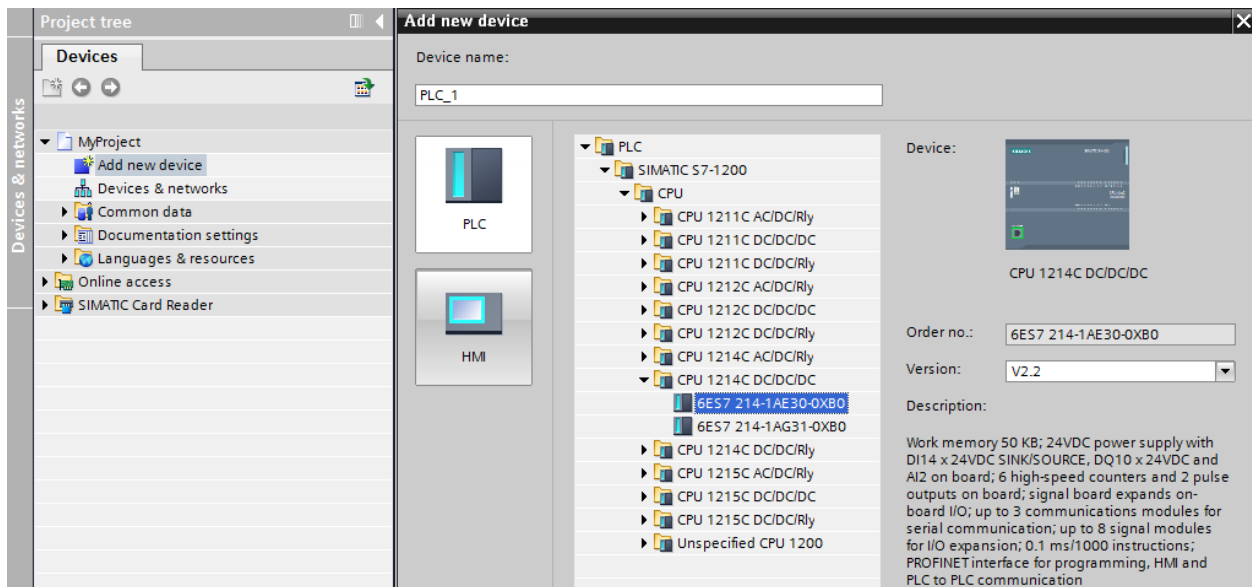 Project tree
Devices
Devices & networks
MyProject
Add new device
Devices & networks
Common data
Documentation settings
Languages & resources
Online access
SIMATIC Card Reader
Add new device
Device name:
PLC_1
PLC
HMI
PLC
SIMATIC S7-1200
CPU
CPU 1211C AC/DC/Rly
CPU 1211C DC/DC/DC
CPU 1211C DC/DC/Rly
CPU 1212C AC/DC/Rly
CPU 1212C DC/DC/DC
CPU 1212C DC/DC/Rly
CPU 1214C AC/DC/Rly
CPU 1214C DC/DC/DC
6ES7 214-1AE30-0XB0
6ES7 214-1AG31-0XB0
CPU 1214C DC/DC/Rly
CPU 1215C AC/DC/Rly
CPU 1215C DC/DC/DC
CPU 1215C DC/DC/Rly
Unspecified CPU 1200
Device:
SIEMENS
CPU 1214C DC/DC/DC
Order no.: 6ES7 214-1AE30-0XB0
Version: V2.2
Description:
Work memory 50 KB; 24VDC power supply with
DI14 x 24VDC SINK/SOURCE, DQ10 x 24VDC and
AI2 on board; 6 high-speed counters and 2 pulse
outputs on board; signal board expands on-
board I/O; up to 3 communications modules for
serial communication; up to 8 signal modules
for I/O expansion; 0.1 ms/1000 instructions;
PROFINET interface for programming, HMI and
PLC to PLC communication